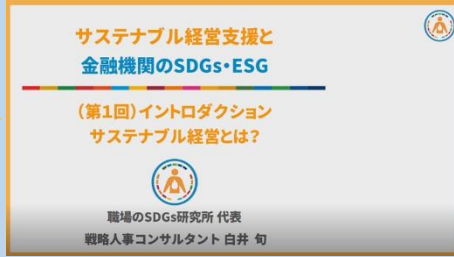 サステナブル経営支援と
金融機関のSDGs・ESG
（第1回）イントロダクション
サステナブル経営とは？
職場のSDGs研究所 代表
戦略人事コンサルタント 白井 旬